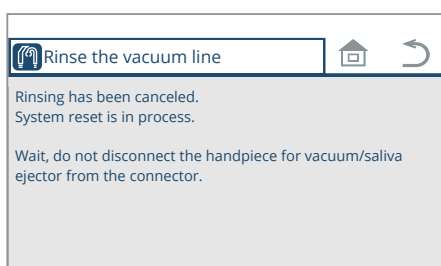 Rinse the vacuum line
Rinsing has been canceled.
System reset is in process.
Wait, do not disconnect the handpiece for vacuum/saliva
ejector from the connector.